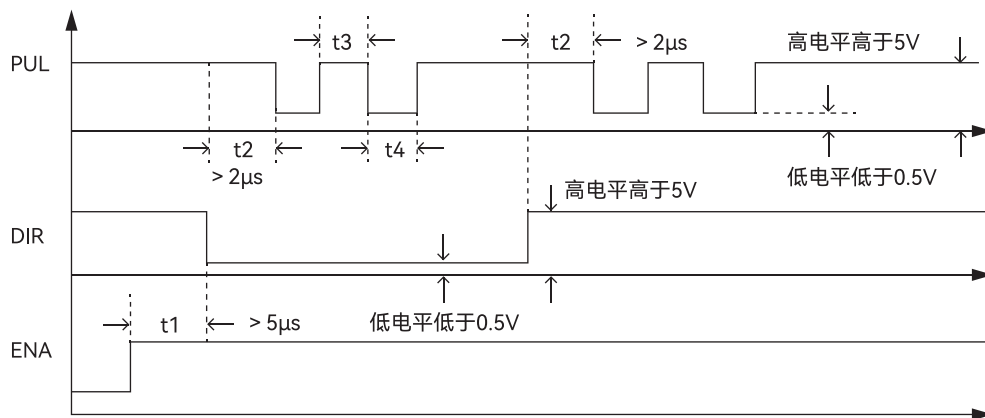 t3
t2
> 2μs
高电平高于5V
PUL
t2
t4
> 2μs
低电平低于0.5V
高电平高于5V
DIR
t1
> 5μs
低电平低于0.5V
ENA